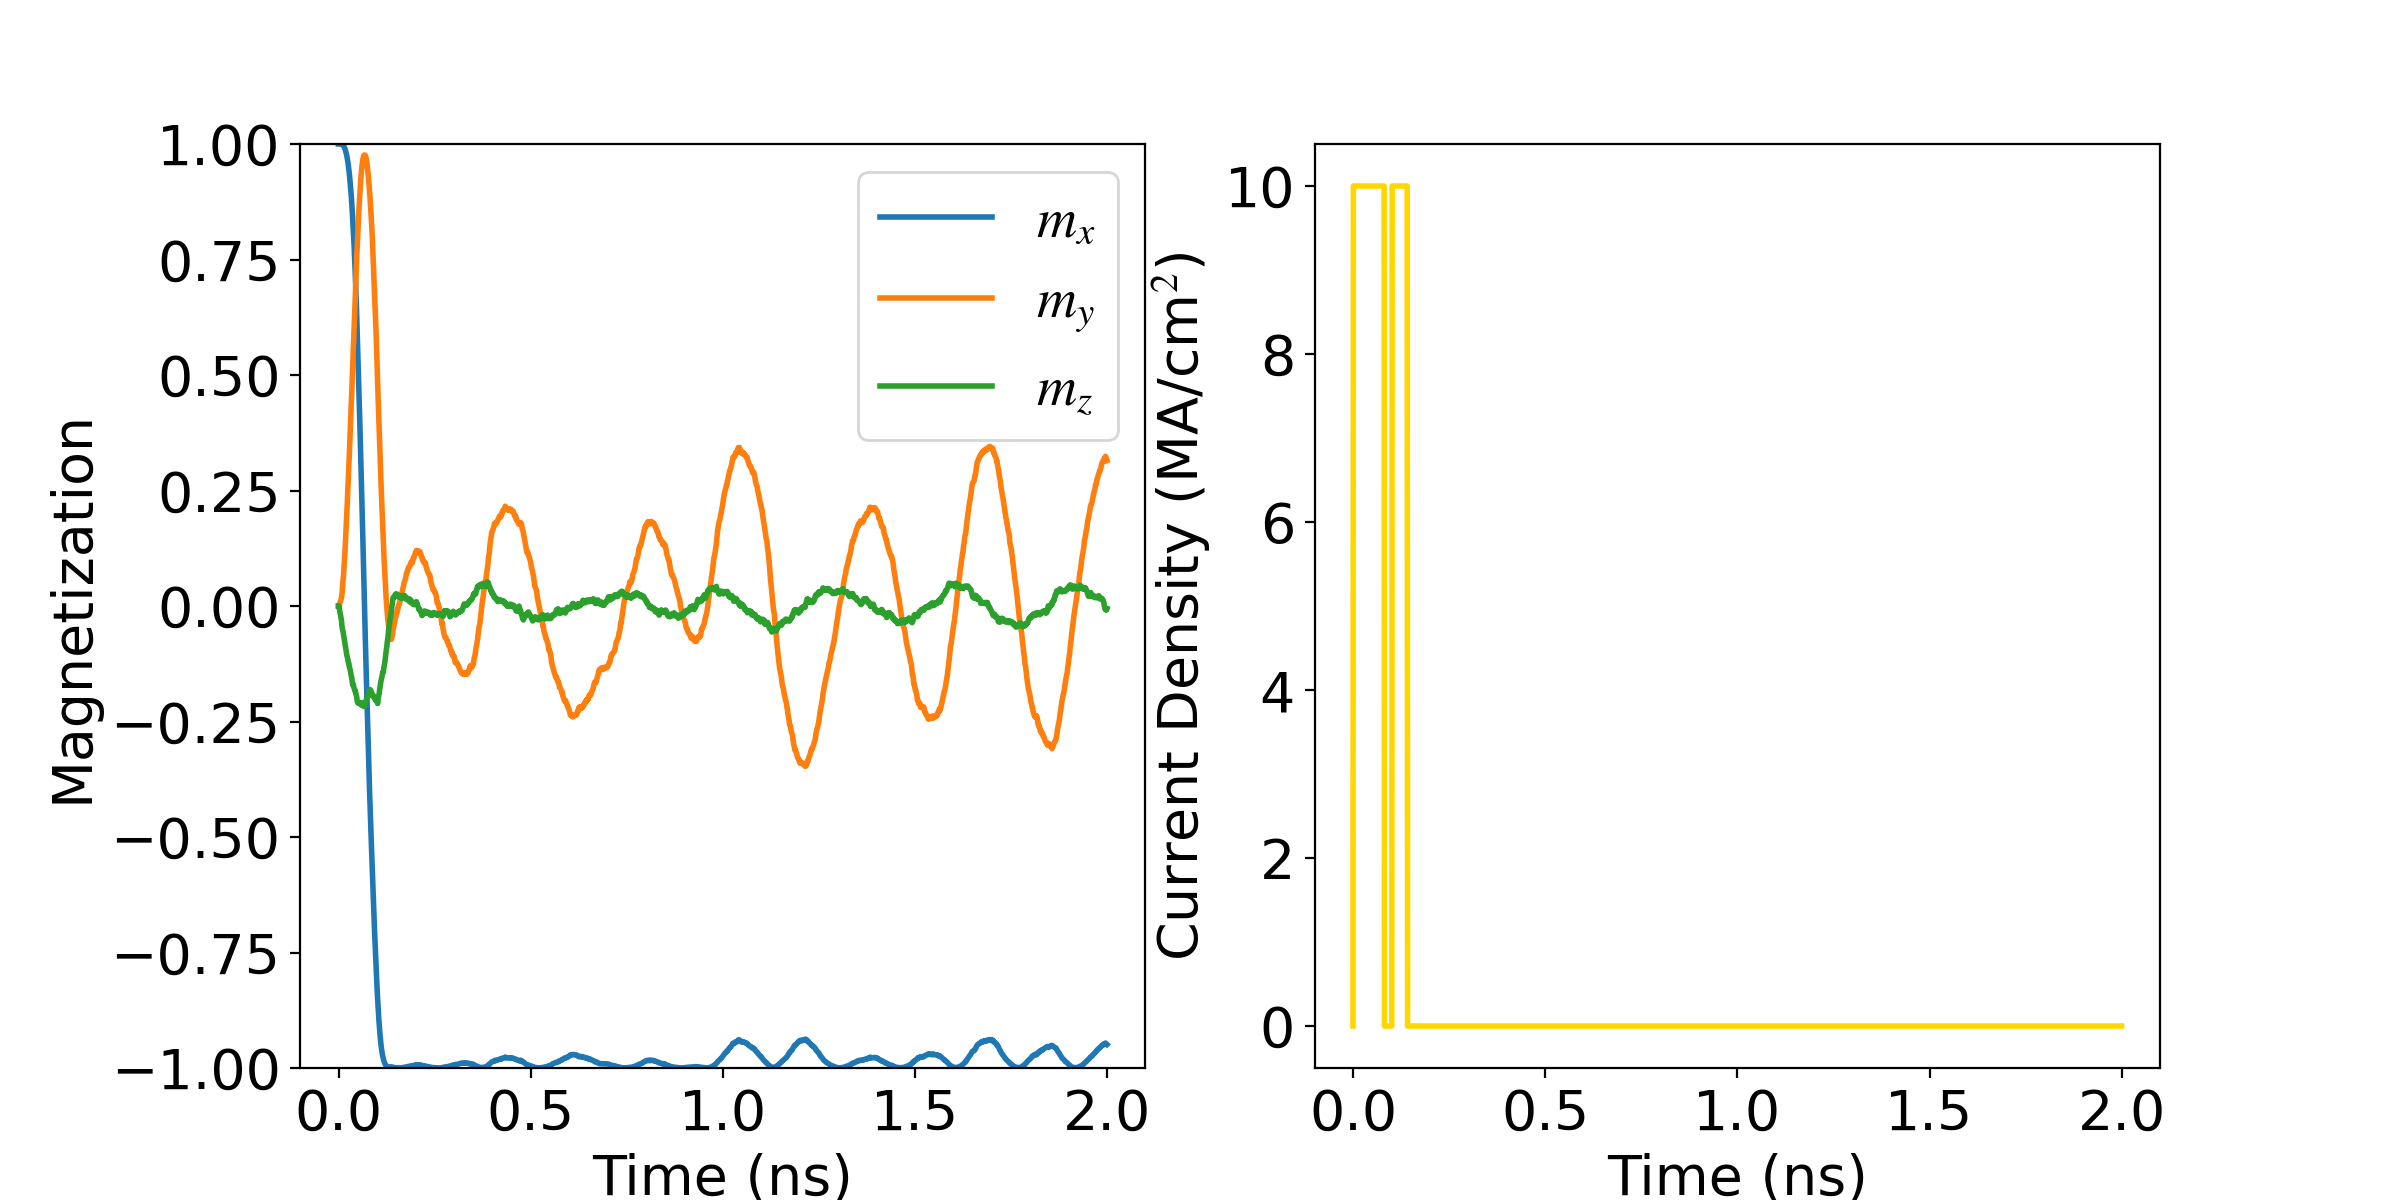 Magnetization
1.00
0.75
0.50
0.25
0.00
−0.25
−0.50
−0.75
−1.00
0.0 0.5 1.0 1.5 2.0
Time (ns)
m_x
m_y
m_z
Current Density (MA/cm²)
10
8
6
4
2
0
0.0 0.5 1.0 1.5 2.0
Time (ns)